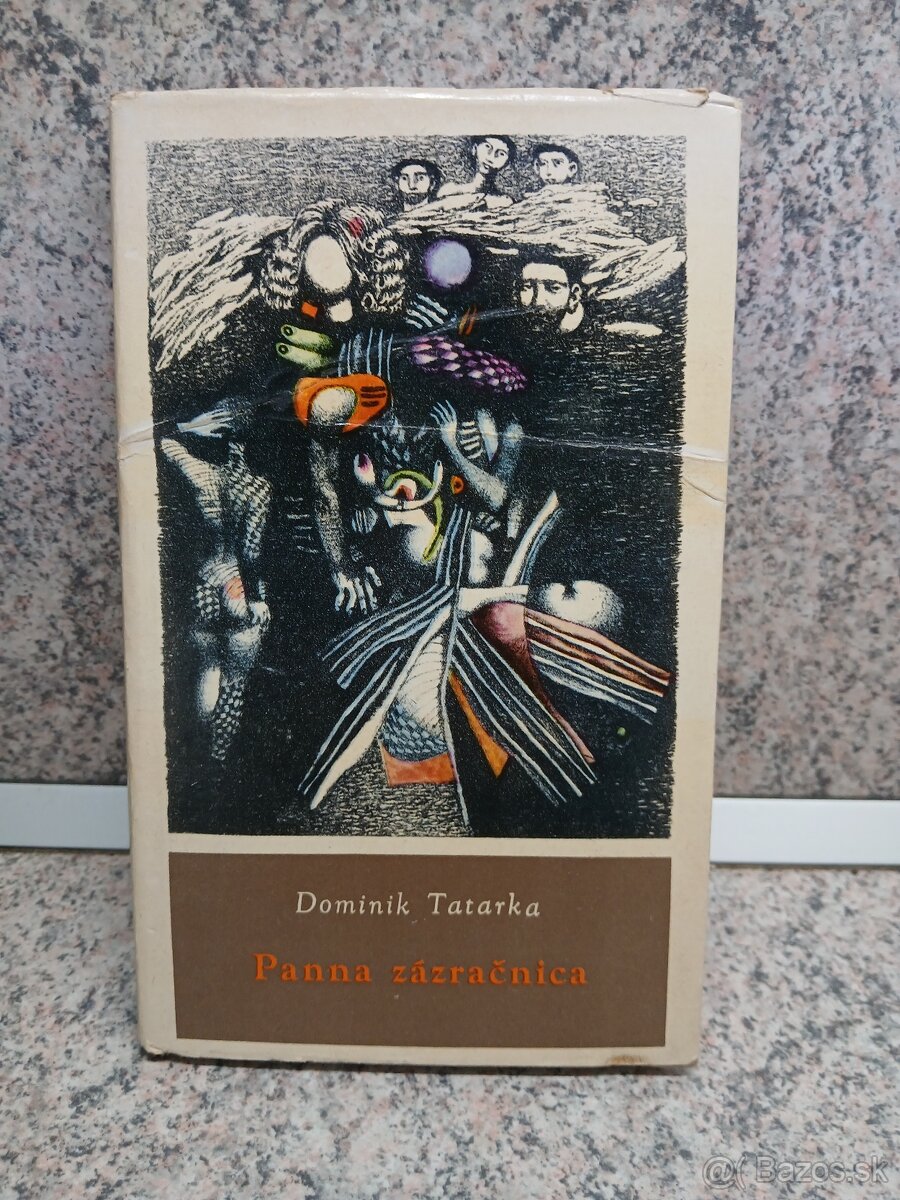 Dominik Tatarka
Panna zázračnica
@( Bazos.sk